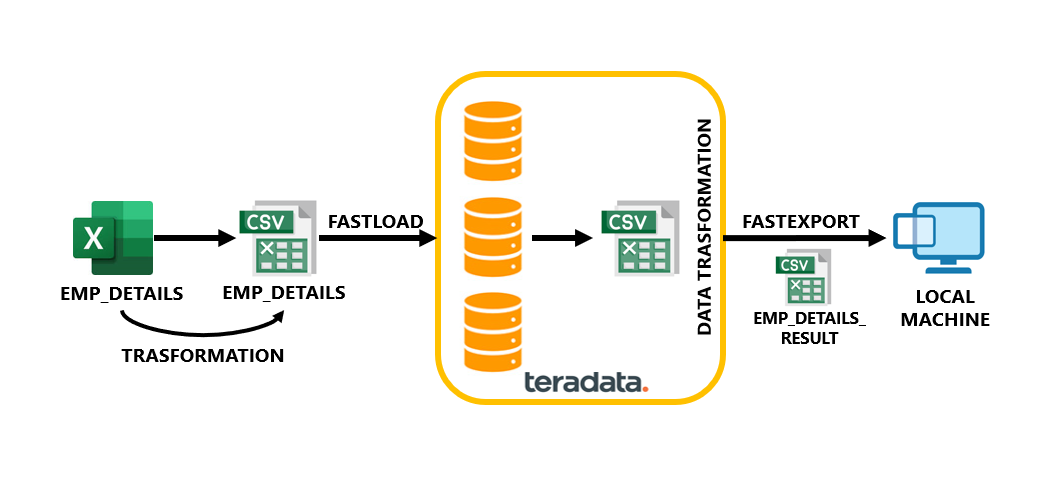 X
EMP_DETAILS
CSV
EMP_DETAILS
TRASFORMATION
FASTLOAD
CSV
DATA TRASFORMATION
teradata.
FASTEXPORT
CSV
EMP_DETAILS_
RESULT
LOCAL
MACHINE